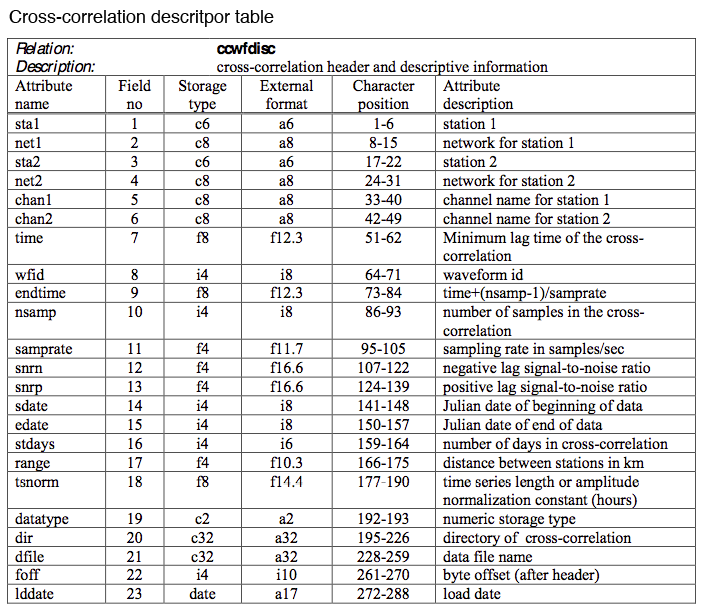 Cross-correlation descritpor table
Relation: ccwfdisc
Description: cross-correlation header and descriptive information
Attribute Field Storage External Character Attribute
name no type format position description
sta1 1 c6 a6 1-6 station 1
net1 2 c8 a8 8-15 network for station 1
sta2 3 c6 a6 17-22 station 2
net2 4 c8 a8 24-31 network for station 2
chan1 5 c8 a8 33-40 channel name for station 1
chan2 6 c8 a8 42-49 channel name for station 2
time 7 f8 f12.3 51-62 Minimum lag time of the cross-
correlation
wfid 8 i4 i8 64-71 waveform id
endtime 9 f8 f12.3 73-84 time+(nsamp-1)/samprate
nsamp 10 i4 i8 86-93 number of samples in the cross-
correlation
samprate 11 f4 f11.7 95-105 sampling rate in samples/sec
snrn 12 f4 f16.6 107-122 negative lag signal-to-noise ratio
snrp 13 f4 f16.6 124-139 positive lag signal-to-noise ratio
sdate 14 i4 i8 141-148 Julian date of beginning of data
edate 15 i4 i8 150-157 Julian date of end of data
stdays 16 i4 i6 159-164 number of days in cross-correlation
range 17 f4 f10.3 166-175 distance between stations in km
tsnorm 18 f8 f14.4 177-190 time series length or amplitude
normalization constant (hours)
datatype 19 c2 a2 192-193 numeric storage type
dir 20 c32 a32 195-226 directory of cross-correlation
dfile 21 c32 a32 228-259 data file name
foff 22 i4 i10 261-270 byte offset (after header)
lddate 23 date a17 272-288 load date